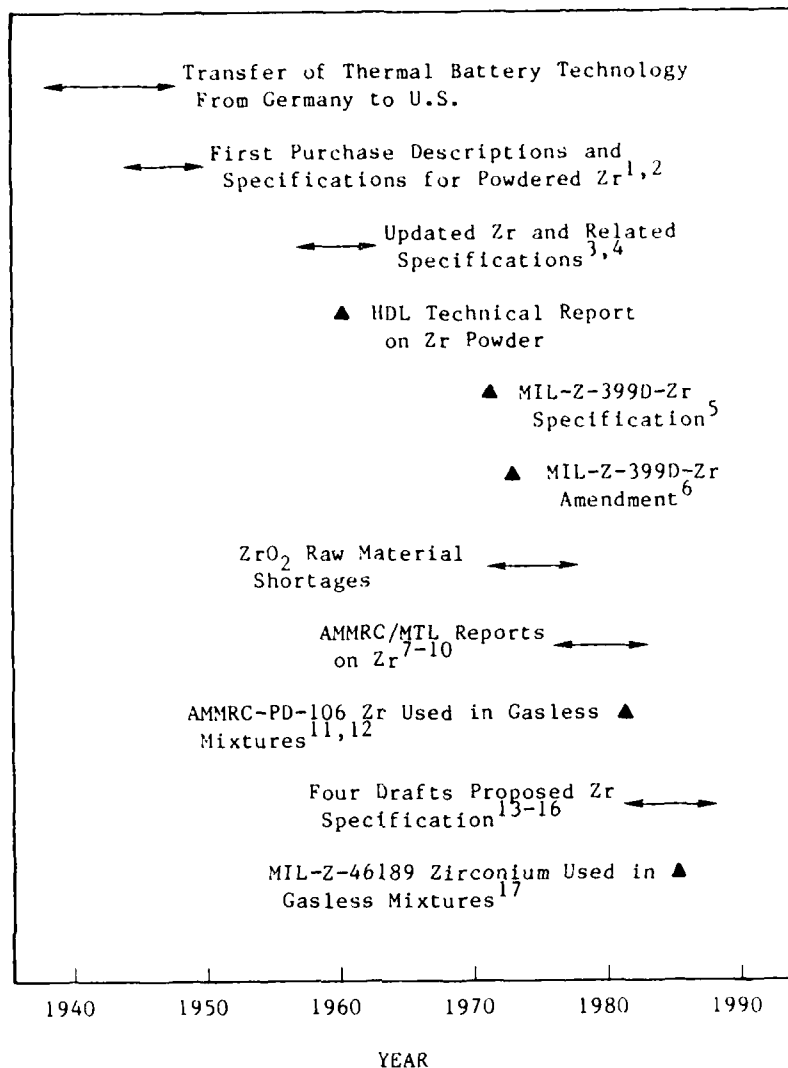 Transfer of Thermal Battery Technology
From Germany to U.S.
First Purchase Descriptions and
Specifications for Powdered Zr1,2
Updated Zr and Related
Specifications3,4
▲ HDL Technical Report
on Zr Powder
▲ MIL-Z-399D-Zr
Specification5
▲ MIL-Z-399D-Zr
Amendment6
ZrO2 Raw Material
Shortages
AMMRC/MTL Reports
on Zr7-10
AMMRC-PD-106 Zr Used in Gasless ▲
Mixtures11,12
Four Drafts Proposed Zr
Specification13-16
MIL-Z-46189 Zirconium Used in ▲
Gasless Mixtures17
1940 1950 1960 1970 1980 1990
YEAR